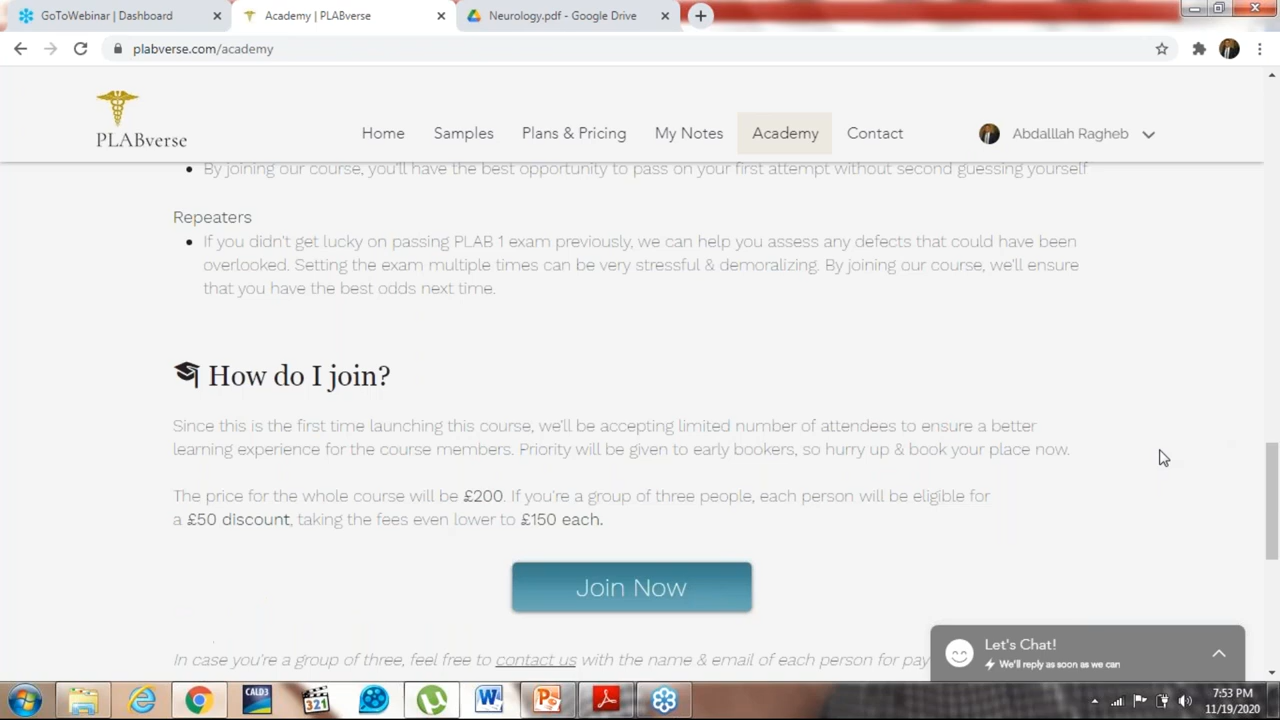 GoToWebinar | Dashboard
Academy | PLABverse
Neurology.pdf - Google Drive
plabverse.com/academy
PLABverse
Home
Samples
Plans & Pricing
My Notes
Academy
Contact
Abdalllah Ragheb
By joining our course, you'll have the best opportunity to pass on your first attempt without second guessing yourself
Repeaters
If you didn't get lucky on passing PLAB 1 exam previously, we can help you assess any defects that could have been
overlooked. Setting the exam multiple times can be very stressful & demoralizing. By joining our course, we'll ensure
that you have the best odds next time.
How do I join?
Since this is the first time launching this course, we'll be accepting limited number of attendees to ensure a better
learning experience for the course members. Priority will be given to early bookers, so hurry up & book your place now.
The price for the whole course will be £200. If you're a group of three people, each person will be eligible for
a £50 discount, taking the fees even lower to £150 each.
Join Now
In case you're a group of three, feel free to contact us with the name & email of each person for pay
Let's Chat!
We'll reply as soon as we can
CALD3
321
7:53 PM
11/19/2020